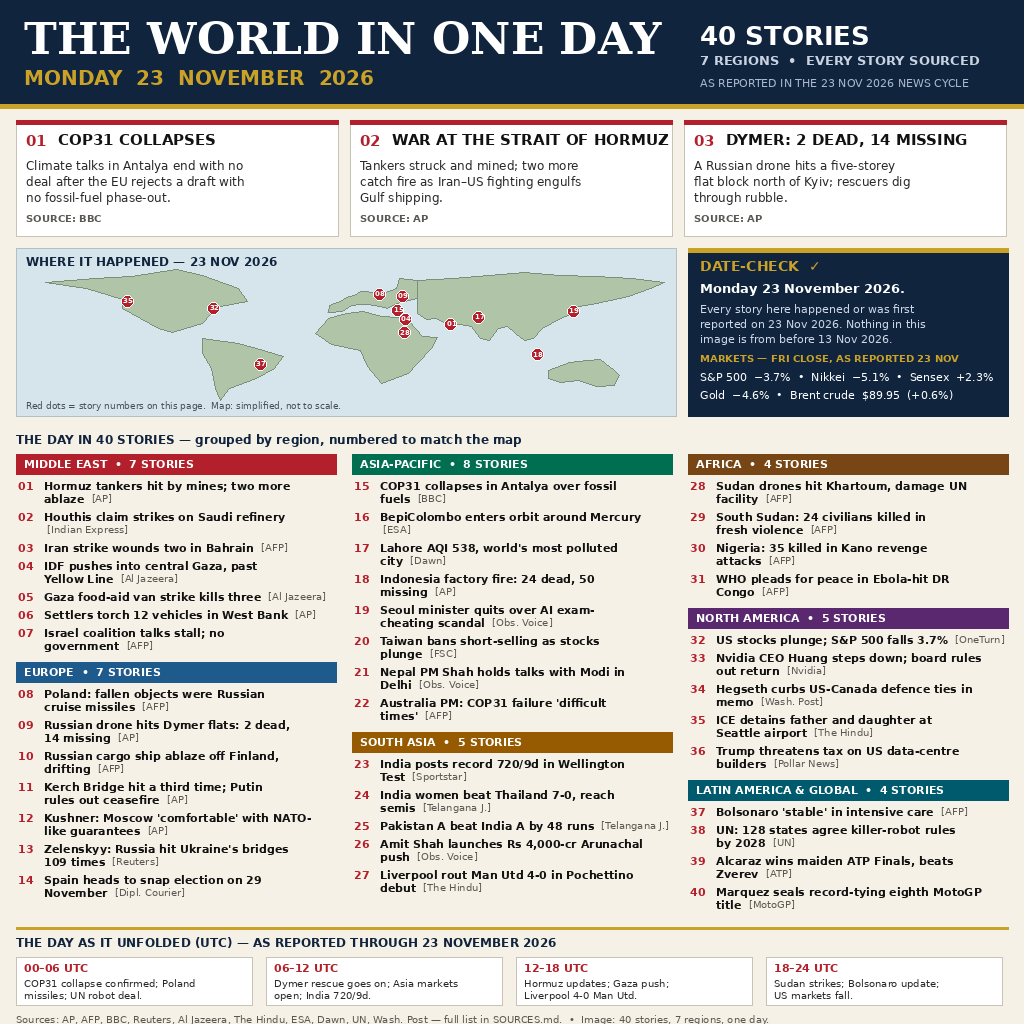 THE WORLD IN ONE DAY
MONDAY 23 NOVEMBER 2026
40 STORIES
7 REGIONS • EVERY STORY SOURCED
AS REPORTED IN THE 23 NOV 2026 NEWS CYCLE
01 COP31 COLLAPSES
Climate talks in Antalya end with no
deal after the EU rejects a draft with
no fossil-fuel phase-out.
SOURCE: BBC
02 WAR AT THE STRAIT OF HORMUZ
Tankers struck and mined; two more
catch fire as Iran–US fighting engulfs
Gulf shipping.
SOURCE: AP
03 DYMER: 2 DEAD, 14 MISSING
A Russian drone hits a five-storey
flat block north of Kyiv; rescuers dig
through rubble.
SOURCE: AP
WHERE IT HAPPENED — 23 NOV 2026
35
32
37
08
09
15
04
28
01
17
19
18
Red dots = story numbers on this page. Map: simplified, not to scale.
DATE-CHECK ✓
Monday 23 November 2026.
Every story here happened or was first
reported on 23 Nov 2026. Nothing in this
image is from before 13 Nov 2026.
MARKETS — FRI CLOSE, AS REPORTED 23 NOV
S&P 500 −3.7% • Nikkei −5.1% • Sensex +2.3%
Gold −4.6% • Brent crude $89.95 (+0.6%)
THE DAY IN 40 STORIES — grouped by region, numbered to match the map
MIDDLE EAST • 7 STORIES
01 Hormuz tankers hit by mines; two more
ablaze [AP]
02 Houthis claim strikes on Saudi refinery
[Indian Express]
03 Iran strike wounds two in Bahrain [AFP]
04 IDF pushes into central Gaza, past
Yellow Line [Al Jazeera]
05 Gaza food-aid van strike kills three [Al Jazeera]
06 Settlers torch 12 vehicles in West Bank [AP]
07 Israel coalition talks stall; no
government [AFP]
EUROPE • 7 STORIES
08 Poland: fallen objects were Russian
cruise missiles [AFP]
09 Russian drone hits Dymer flats: 2 dead,
14 missing [AP]
10 Russian cargo ship ablaze off Finland,
drifting [AFP]
11 Kerch Bridge hit a third time; Putin
rules out ceasefire [AP]
12 Kushner: Moscow 'comfortable' with NATO-
like guarantees [AP]
13 Zelenskyy: Russia hit Ukraine's bridges
109 times [Reuters]
14 Spain heads to snap election on 29
November [Dipl. Courier]
ASIA-PACIFIC • 8 STORIES
15 COP31 collapses in Antalya over fossil
fuels [BBC]
16 BepiColombo enters orbit around Mercury
[ESA]
17 Lahore AQI 538, world's most polluted
city [Dawn]
18 Indonesia factory fire: 24 dead, 50
missing [AP]
19 Seoul minister quits over AI exam-
cheating scandal [Obs. Voice]
20 Taiwan bans short-selling as stocks
plunge [FSC]
21 Nepal PM Shah holds talks with Modi in
Delhi [Obs. Voice]
22 Australia PM: COP31 failure 'difficult
times' [AFP]
SOUTH ASIA • 5 STORIES
23 India posts record 720/9d in Wellington
Test [Sportstar]
24 India women beat Thailand 7-0, reach
semis [Telangana J.]
25 Pakistan A beat India A by 48 runs [Telangana J.]
26 Amit Shah launches Rs 4,000-cr Arunachal
push [Obs. Voice]
27 Liverpool rout Man Utd 4-0 in Pochettino
debut [The Hindu]
AFRICA • 4 STORIES
28 Sudan drones hit Khartoum, damage UN
facility [AFP]
29 South Sudan: 24 civilians killed in
fresh violence [AFP]
30 Nigeria: 35 killed in Kano revenge
attacks [AFP]
31 WHO pleads for peace in Ebola-hit DR
Congo [AFP]
NORTH AMERICA • 5 STORIES
32 US stocks plunge; S&P 500 falls 3.7% [OneTurn]
33 Nvidia CEO Huang steps down; board rules
out return [Nvidia]
34 Hegseth curbs US-Canada defence ties in
memo [Wash. Post]
35 ICE detains father and daughter at
Seattle airport [The Hindu]
36 Trump threatens tax on US data-centre
builders [Pollar News]
LATIN AMERICA & GLOBAL • 4 STORIES
37 Bolsonaro 'stable' in intensive care [AFP]
38 UN: 128 states agree killer-robot rules
by 2028 [UN]
39 Alcaraz wins maiden ATP Finals, beats
Zverev [ATP]
40 Marquez seals record-tying eighth MotoGP
title [MotoGP]
THE DAY AS IT UNFOLDED (UTC) — AS REPORTED THROUGH 23 NOVEMBER 2026
00–06 UTC
COP31 collapse confirmed; Poland
missiles; UN robot deal.
06–12 UTC
Dymer rescue goes on; Asia markets
open; India 720/9d.
12–18 UTC
Hormuz updates; Gaza push;
Liverpool 4-0 Man Utd.
18–24 UTC
Sudan strikes; Bolsonaro update;
US markets fall.
Sources: AP, AFP, BBC, Reuters, Al Jazeera, The Hindu, ESA, Dawn, UN, Wash. Post — full list in SOURCES.md. • Image: 40 stories, 7 regions, one day.